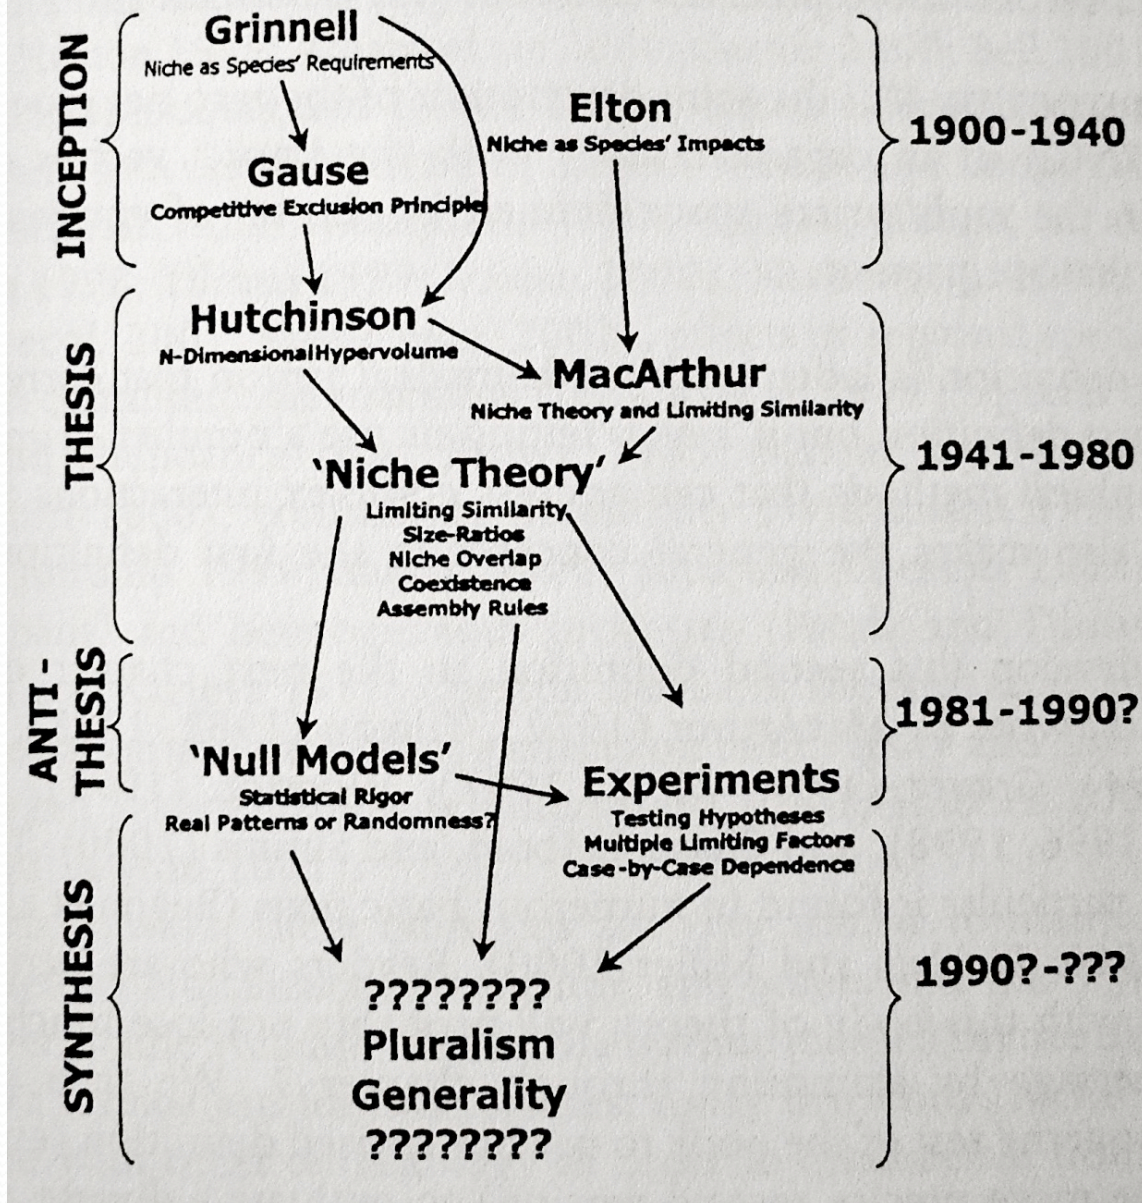 INCEPTION
Grinnell
Niche as Species' Requirements
Elton
Niche as Species' Impacts
1900-1940
Gause
Competitive Exclusion Principle
THESIS
Hutchinson
N-Dimensional Hypervolume
MacArthur
Niche Theory and Limiting Similarity
1941-1980
'Niche Theory'
Limiting Similarity
Size-Ratios
Niche Overlap
Coexistence
Assembly Rules
ANTI-
THESIS
1981-1990?
'Null Models'
Statistical Rigor
Real Patterns or Randomness?
Experiments
Testing Hypotheses
Multiple Limiting Factors
Case-by-Case Dependence
SYNTHESIS
1990?-???
????????
Pluralism
Generality
????????